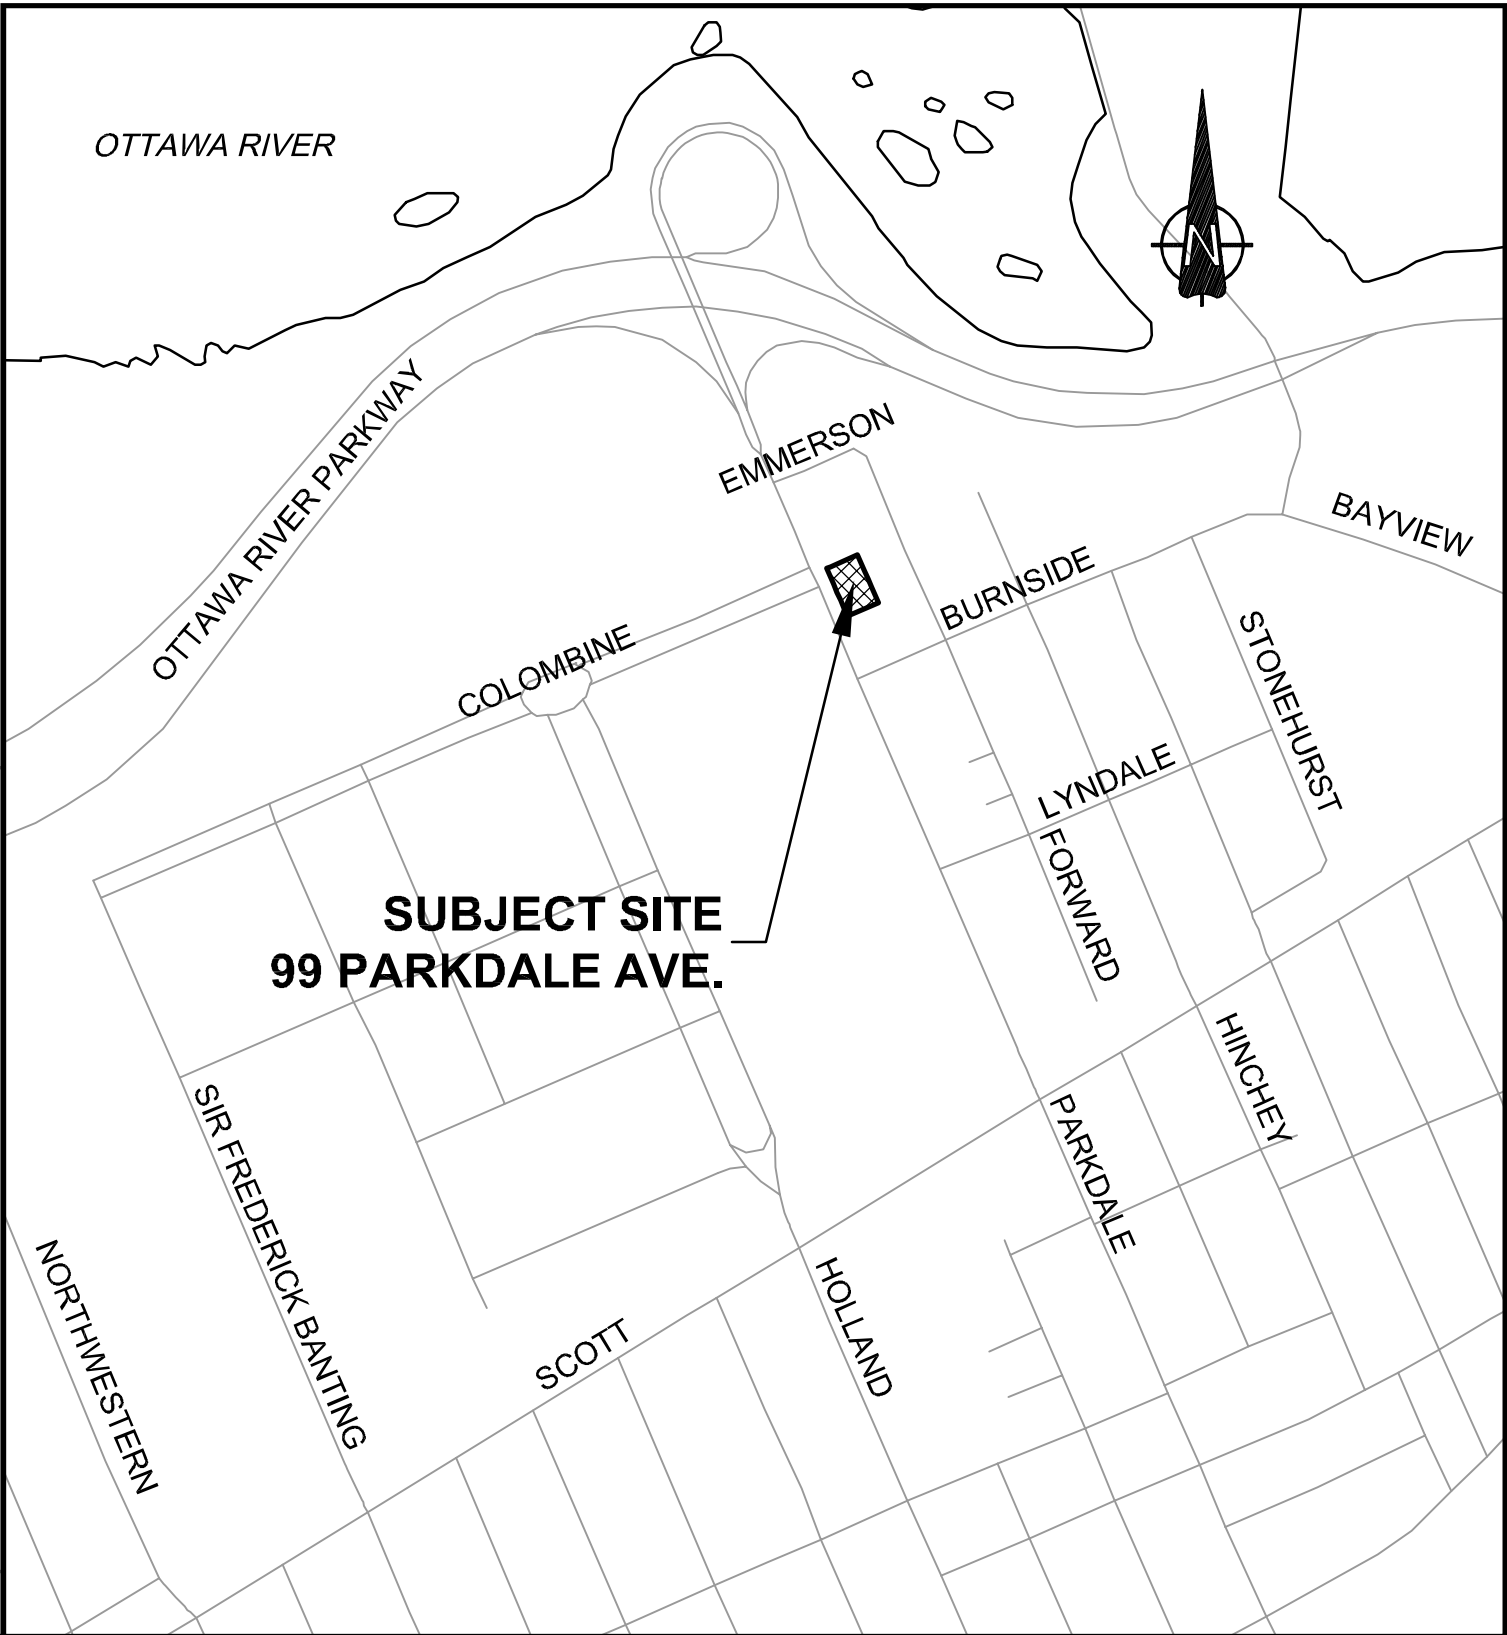 OTTAWA RIVER
N
OTTAWA RIVER PARKWAY
EMMERSON
BAYVIEW
BURNSIDE
COLOMBINE
STONEHURST
LYNDALE
FORWARD
SUBJECT SITE
99 PARKDALE AVE.
HINCHEY
SIR FREDERICK BANTING
PARKDALE
NORTHWESTERN
HOLLAND
SCOTT